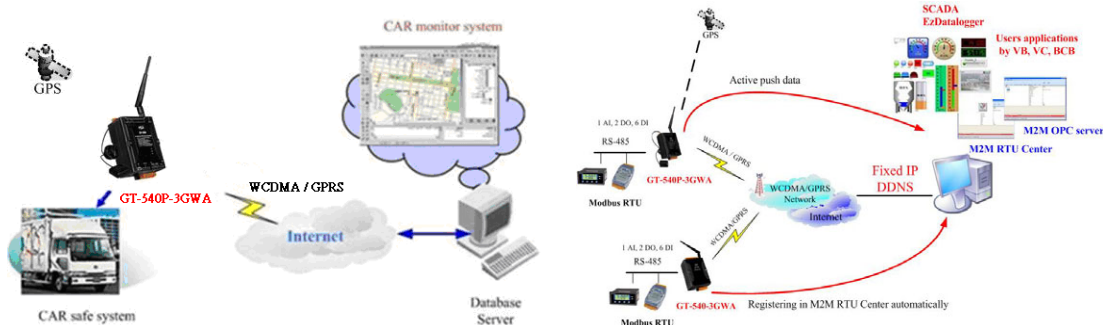 CAR monitor system
GPS
GT-540P-3GWA
WCDMA / GPRS
Internet
CAR safe system
Database
Server
GPS
SCADA
EzDatalogger
Users applications
by VB, VC, BCB
Active push data
M2M OPC server
M2M RTU Center
1 AI, 2 DO, 6 DI
RS-485
GT-540P-3GWA
Modbus RTU
WCDMA / GPRS
WCDMA/GPRS
Network
Internet
Fixed IP
DDNS
WCDMA/GPRS
1 AI, 2 DO, 6 DI
RS-485
GT-540-3GWA
Modbus RTU
Registering in M2M RTU Center automatically